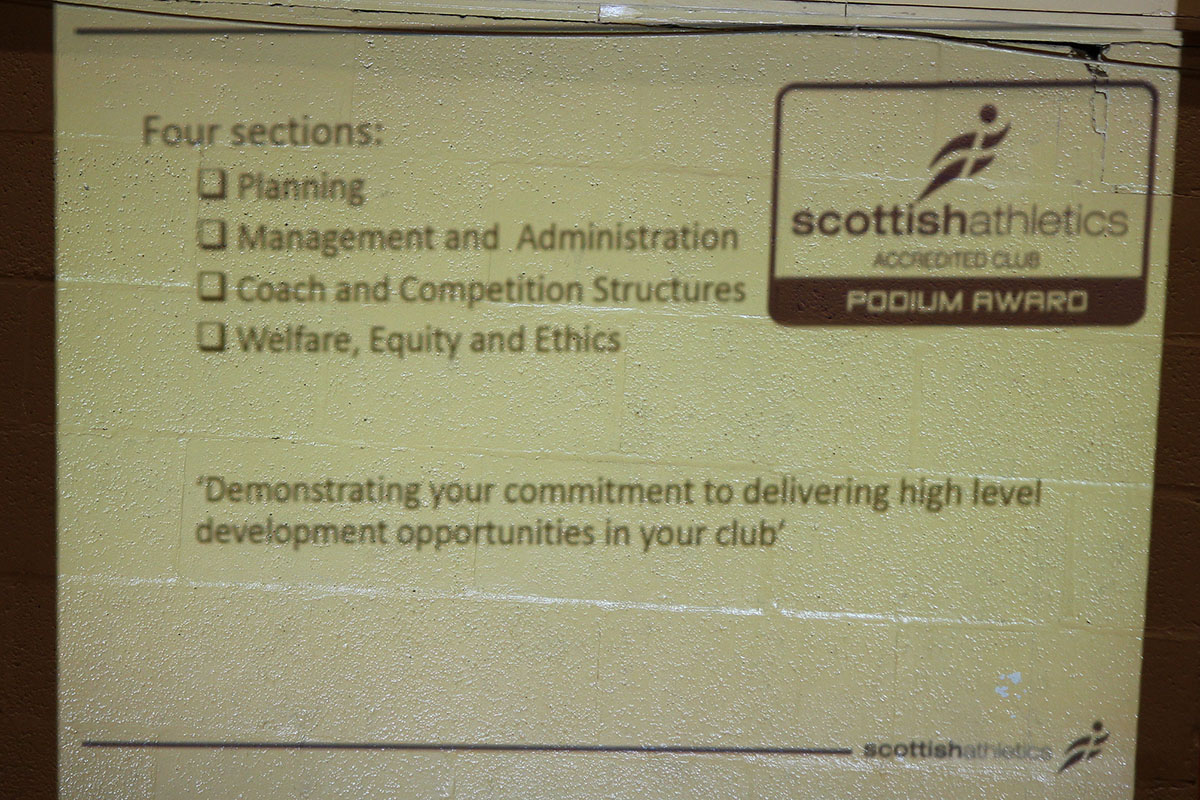 Four sections:
❑ Planning
❑ Management and Administration
❑ Coach and Competition Structures
❑ Welfare, Equity and Ethics
scottishathletics
ACCREDITED CLUB
PODIUM AWARD
‘Demonstrating your commitment to delivering high level
development opportunities in your club’
scottishathletics